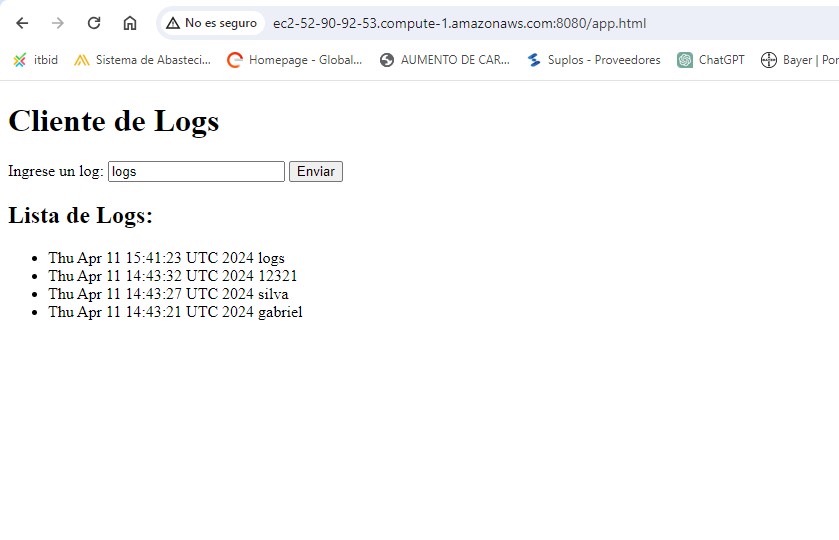 No es seguro ec2-52-90-92-53.compute-1.amazonaws.com:8080/app.html
itbid Sistema de Abasteci... Homepage - Global... AUMENTO DE CAR... Suplos - Proveedores ChatGPT Bayer | Por
Cliente de Logs
Ingrese un log: logs Enviar
Lista de Logs:
• Thu Apr 11 15:41:23 UTC 2024 logs
• Thu Apr 11 14:43:32 UTC 2024 12321
• Thu Apr 11 14:43:27 UTC 2024 silva
• Thu Apr 11 14:43:21 UTC 2024 gabriel